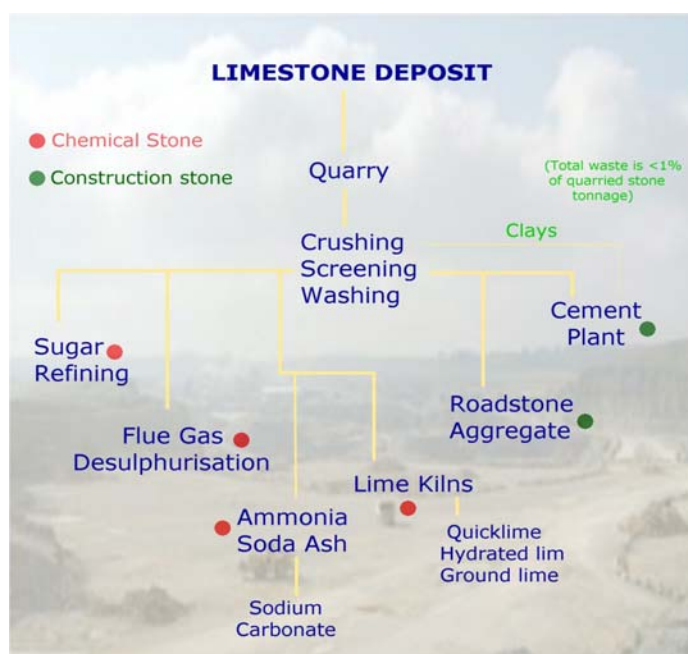 LIMESTONE DEPOSIT
Chemical Stone
Construction stone
Quarry
(Total waste is <1%
of quarried stone
tonnage)
Clays
Crushing
Screening
Washing
Cement
Plant
Sugar
Refining
Roadstone
Aggregate
Flue Gas
Desulphurisation
Lime Kilns
Ammonia
Soda Ash
Quicklime
Hydrated lim
Ground lime
Sodium
Carbonate